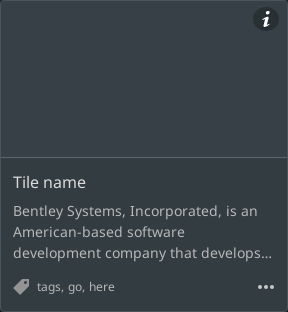 Tile name
Bentley Systems, Incorporated, is an
American-based software
development company that develops...
tags, go, here